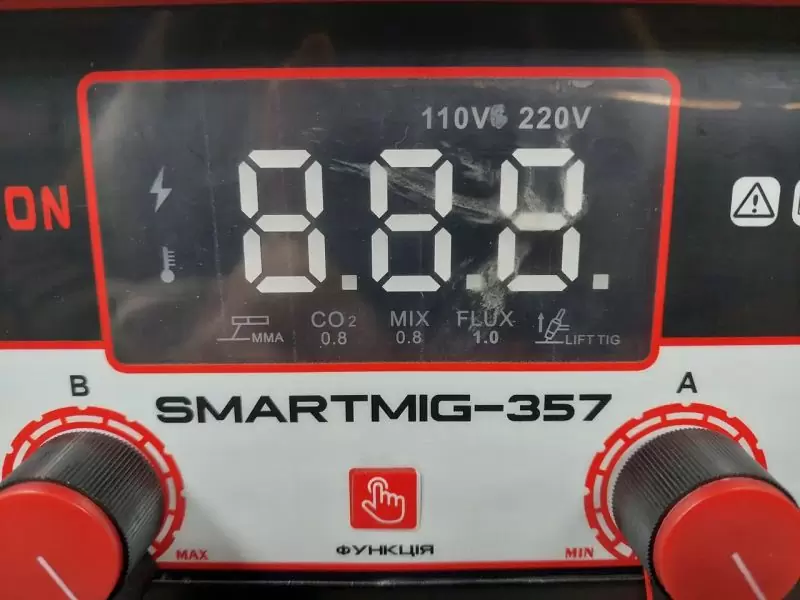 ON
110V 220V
8.8.8.
MMA
CO2
0.8
MIX
0.8
FLUX
1.0
LIFT TIG
B
A
SMARTMIG-357
MAX
MIN
ФУНКЦІЯ